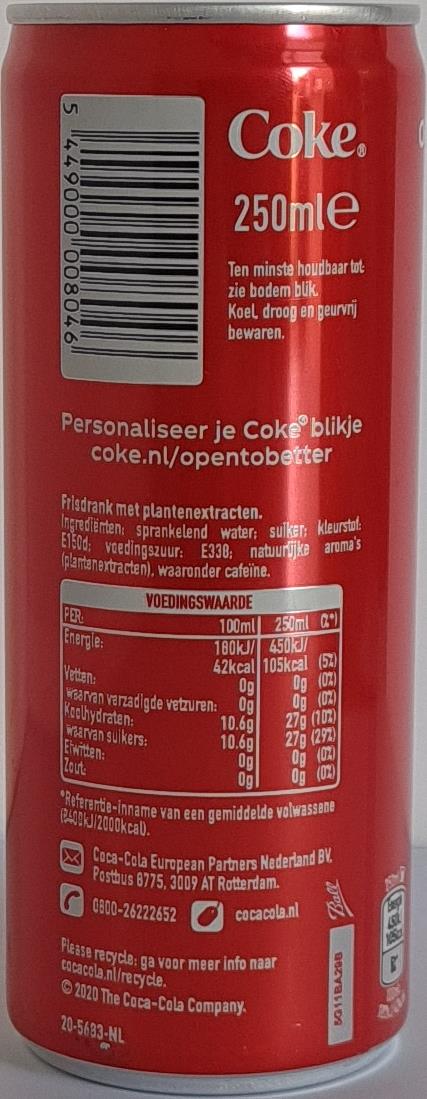 5 449000 008046
Coke®
250ml℮
Ten minste houdbaar tot:
zie bodem blik.
Koel, droog en geurvrij
bewaren.
Personaliseer je Coke® blikje
coke.nl/opentobetter
Frisdrank met plantenextracten.
Ingrediënten: sprankelend water; suiker; kleurstof:
E150d; voedingszuur: E338; natuurlijke aroma's
(plantenextracten), waaronder cafeïne.
VOEDINGSWAARDE
PER: 100ml 250ml (%*)
Energie: 180kJ/ 450kJ/
42kcal 105kcal (5%)
Vetten: 0g 0g (0%)
waarvan verzadigde vetzuren: 0g 0g (0%)
Koolhydraten: 10.6g 27g (10%)
waarvan suikers: 10.6g 27g (29%)
Eiwitten: 0g 0g (0%)
Zout: 0g 0g (0%)
*Referentie-inname van een gemiddelde volwassene
(8400kJ/2000kcal).
Coca-Cola European Partners Nederland BV,
Postbus 8775, 3009 AT Rotterdam.
0800-26222652 cocacola.nl
Please recycle: ga voor meer info naar
cocacola.nl/recycle.
© 2020 The Coca-Cola Company.
20-5683-NL
Ball
5G11BA29B